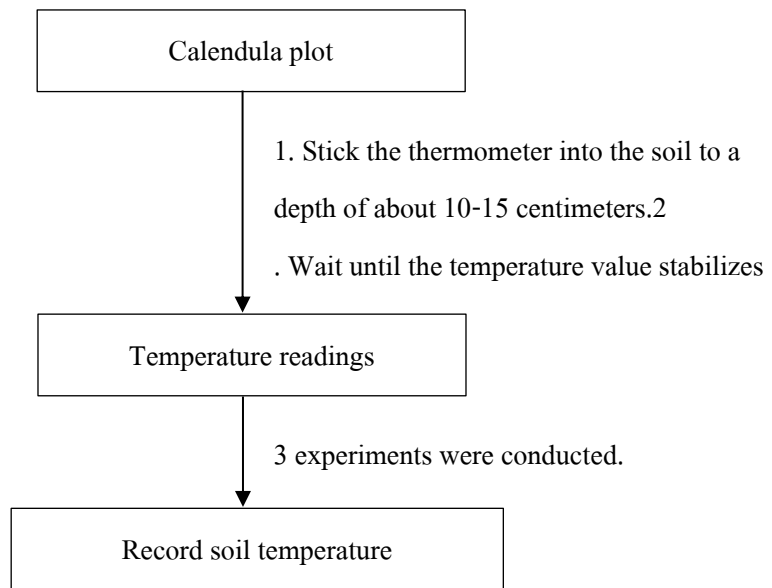 Calendula plot
1. Stick the thermometer into the soil to a
depth of about 10-15 centimeters.2
. Wait until the temperature value stabilizes
Temperature readings
3 experiments were conducted.
Record soil temperature